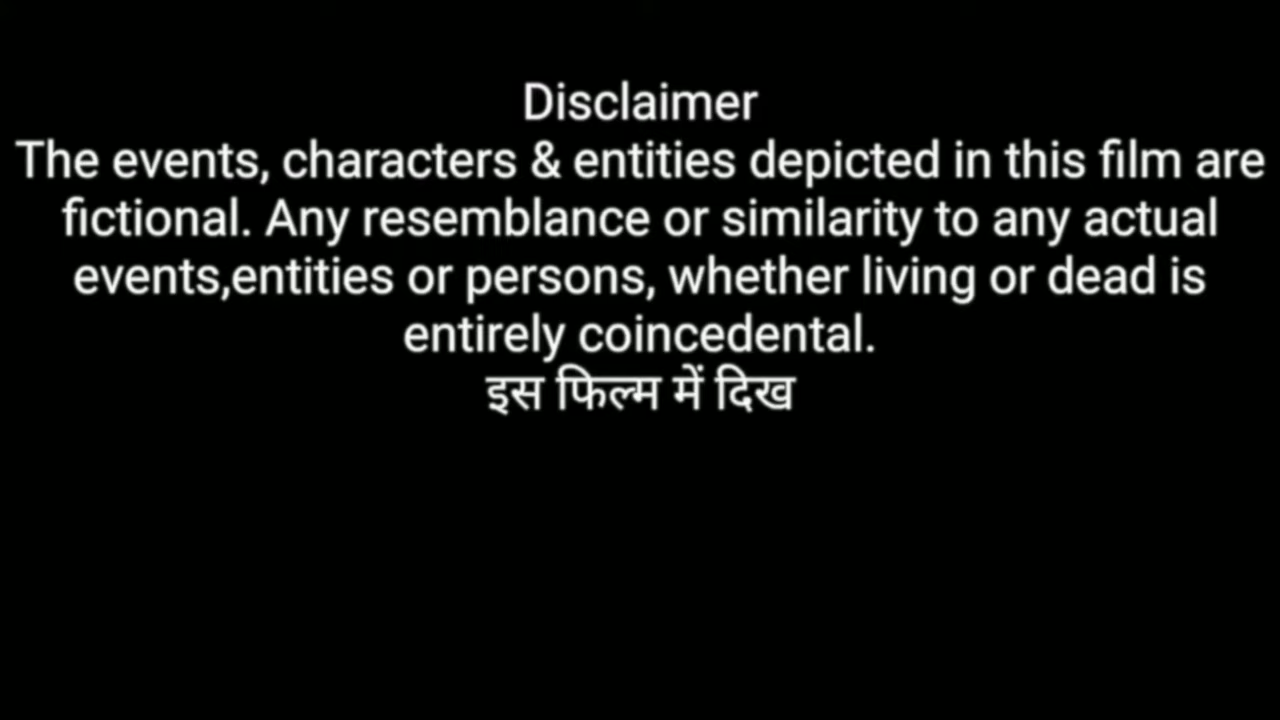 Disclaimer
The events, characters & entities depicted in this film are
fictional. Any resemblance or similarity to any actual
events,entities or persons, whether living or dead is
entirely coincedental.
इस फिल्म में दिख